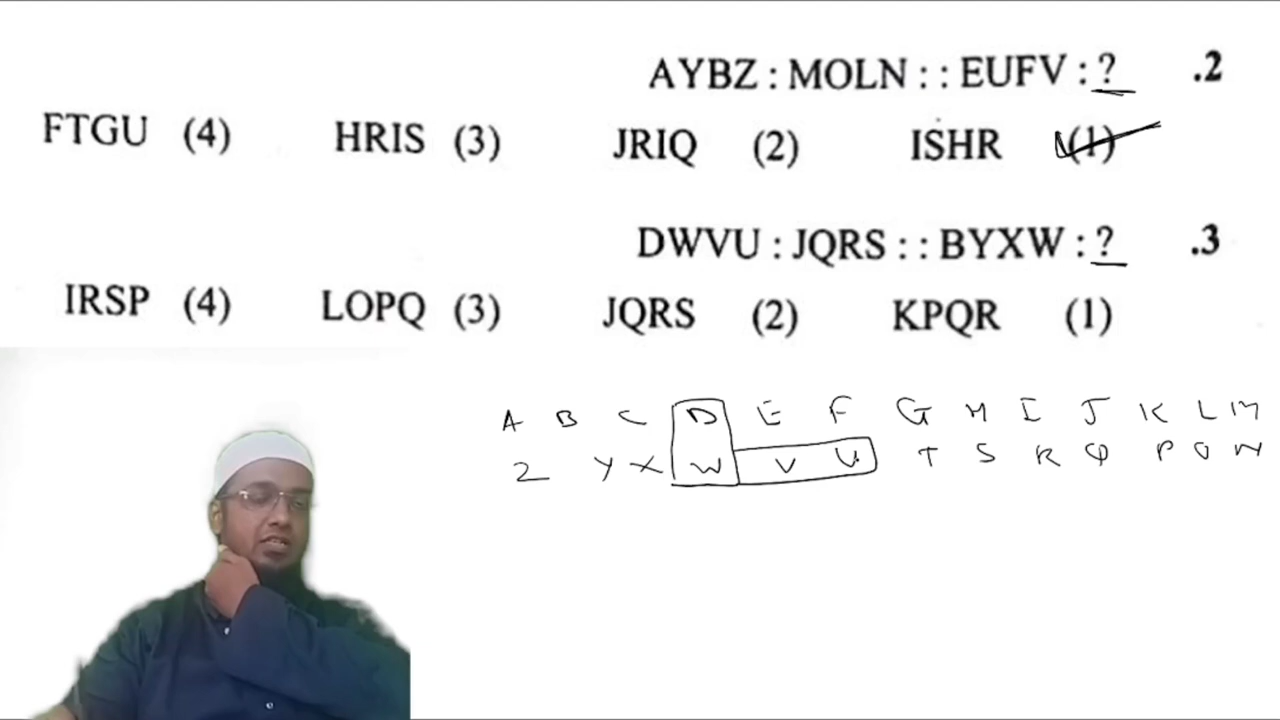 AYBZ : MOLN : : EUFV : ? .2
FTGU (4) HRIS (3) JRIQ (2) ISHR (1)
DWVU : JQRS : : BYXW : ? .3
IRSP (4) LOPQ (3) JQRS (2) KPQR (1)
A B C D E F G H I J K L M
Z Y X W V U T S R Q P O N